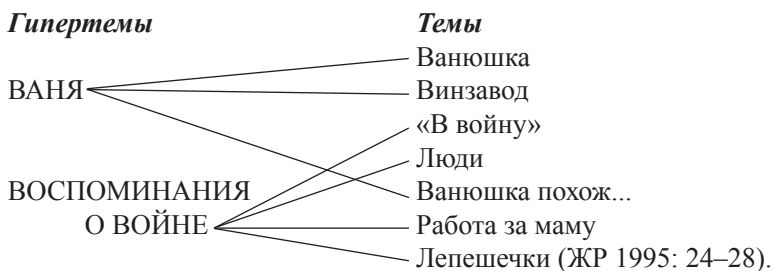 Гипертемы Темы
Ванюшка
ВАНЯ Винзавод
«В войну»
Люди
ВОСПОМИНАНИЯ Ванюшка похож...
О ВОЙНЕ Работа за маму
Лепешечки (ЖР 1995: 24–28).